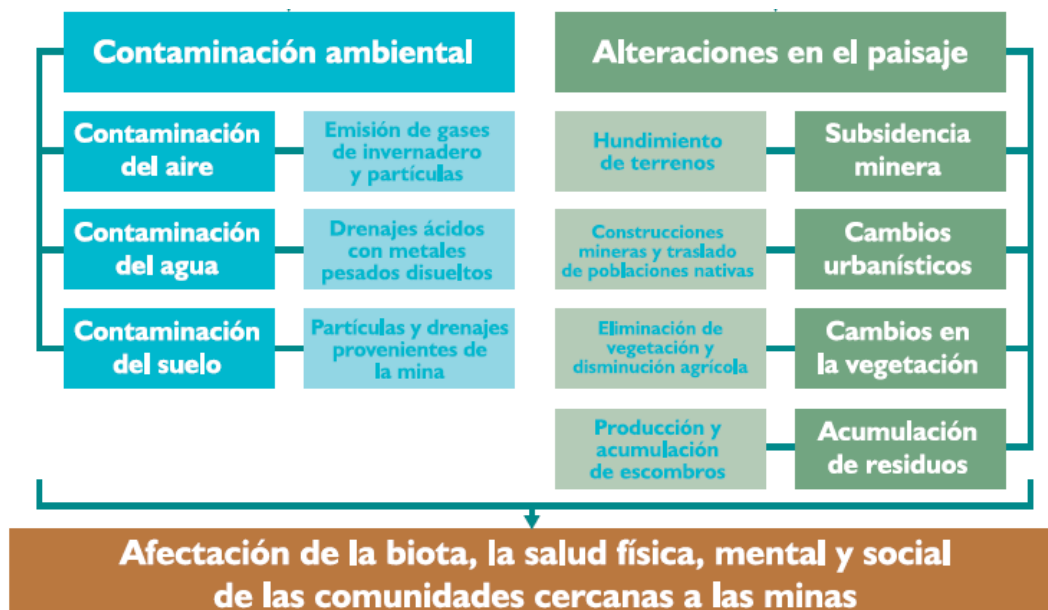 Contaminación ambiental
Contaminación
del aire
Emisión de gases
de invernadero
y partículas
Contaminación
del agua
Drenajes ácidos
con metales
pesados disueltos
Contaminación
del suelo
Partículas y drenajes
provenientes de
la mina
Alteraciones en el paisaje
Hundimiento
de terrenos
Subsidencia
minera
Construcciones
mineras y traslado
de poblaciones nativas
Cambios
urbanísticos
Eliminación de
vegetación y
disminución agrícola
Cambios en
la vegetación
Producción y
acumulación
de escombros
Acumulación
de residuos
Afectación de la biota, la salud física, mental y social
de las comunidades cercanas a las minas